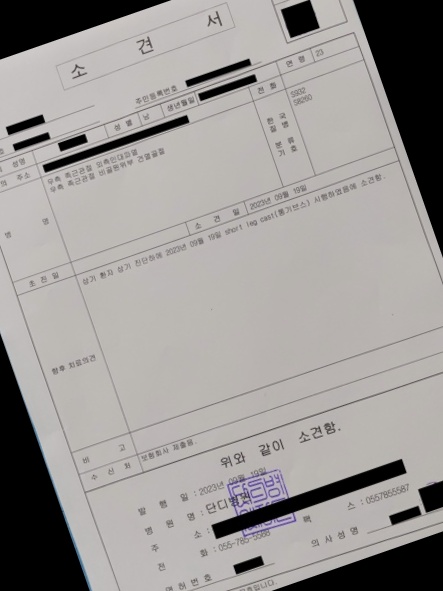 소 견 서
주민등록번호
성명
성 별 남 생년월일 전 화 연 령 23
주소
병 명
우측 족근관절 외측인대파열
우측 족근관절 비골원위부 견열골절
한 국 질 병 분 류 기 호
S932
S8260
초 진 일
소 견 일 2023년 09월 19일
향후 치료의견
상기 환자 상기 진단하에 2023년 09월 19일 short leg cast(통기브스) 시행하였음에 소견함.
비 고
수 신 처 보험회사 제출용.
위와 같이 소견함.
발 행 일 : 2023년 09월 19일
병 원 명 : 단디병원
주 소 :
전 화 : 055-785-5588 팩 스 : 0557855587
면 허 번 호 의 사 성 명